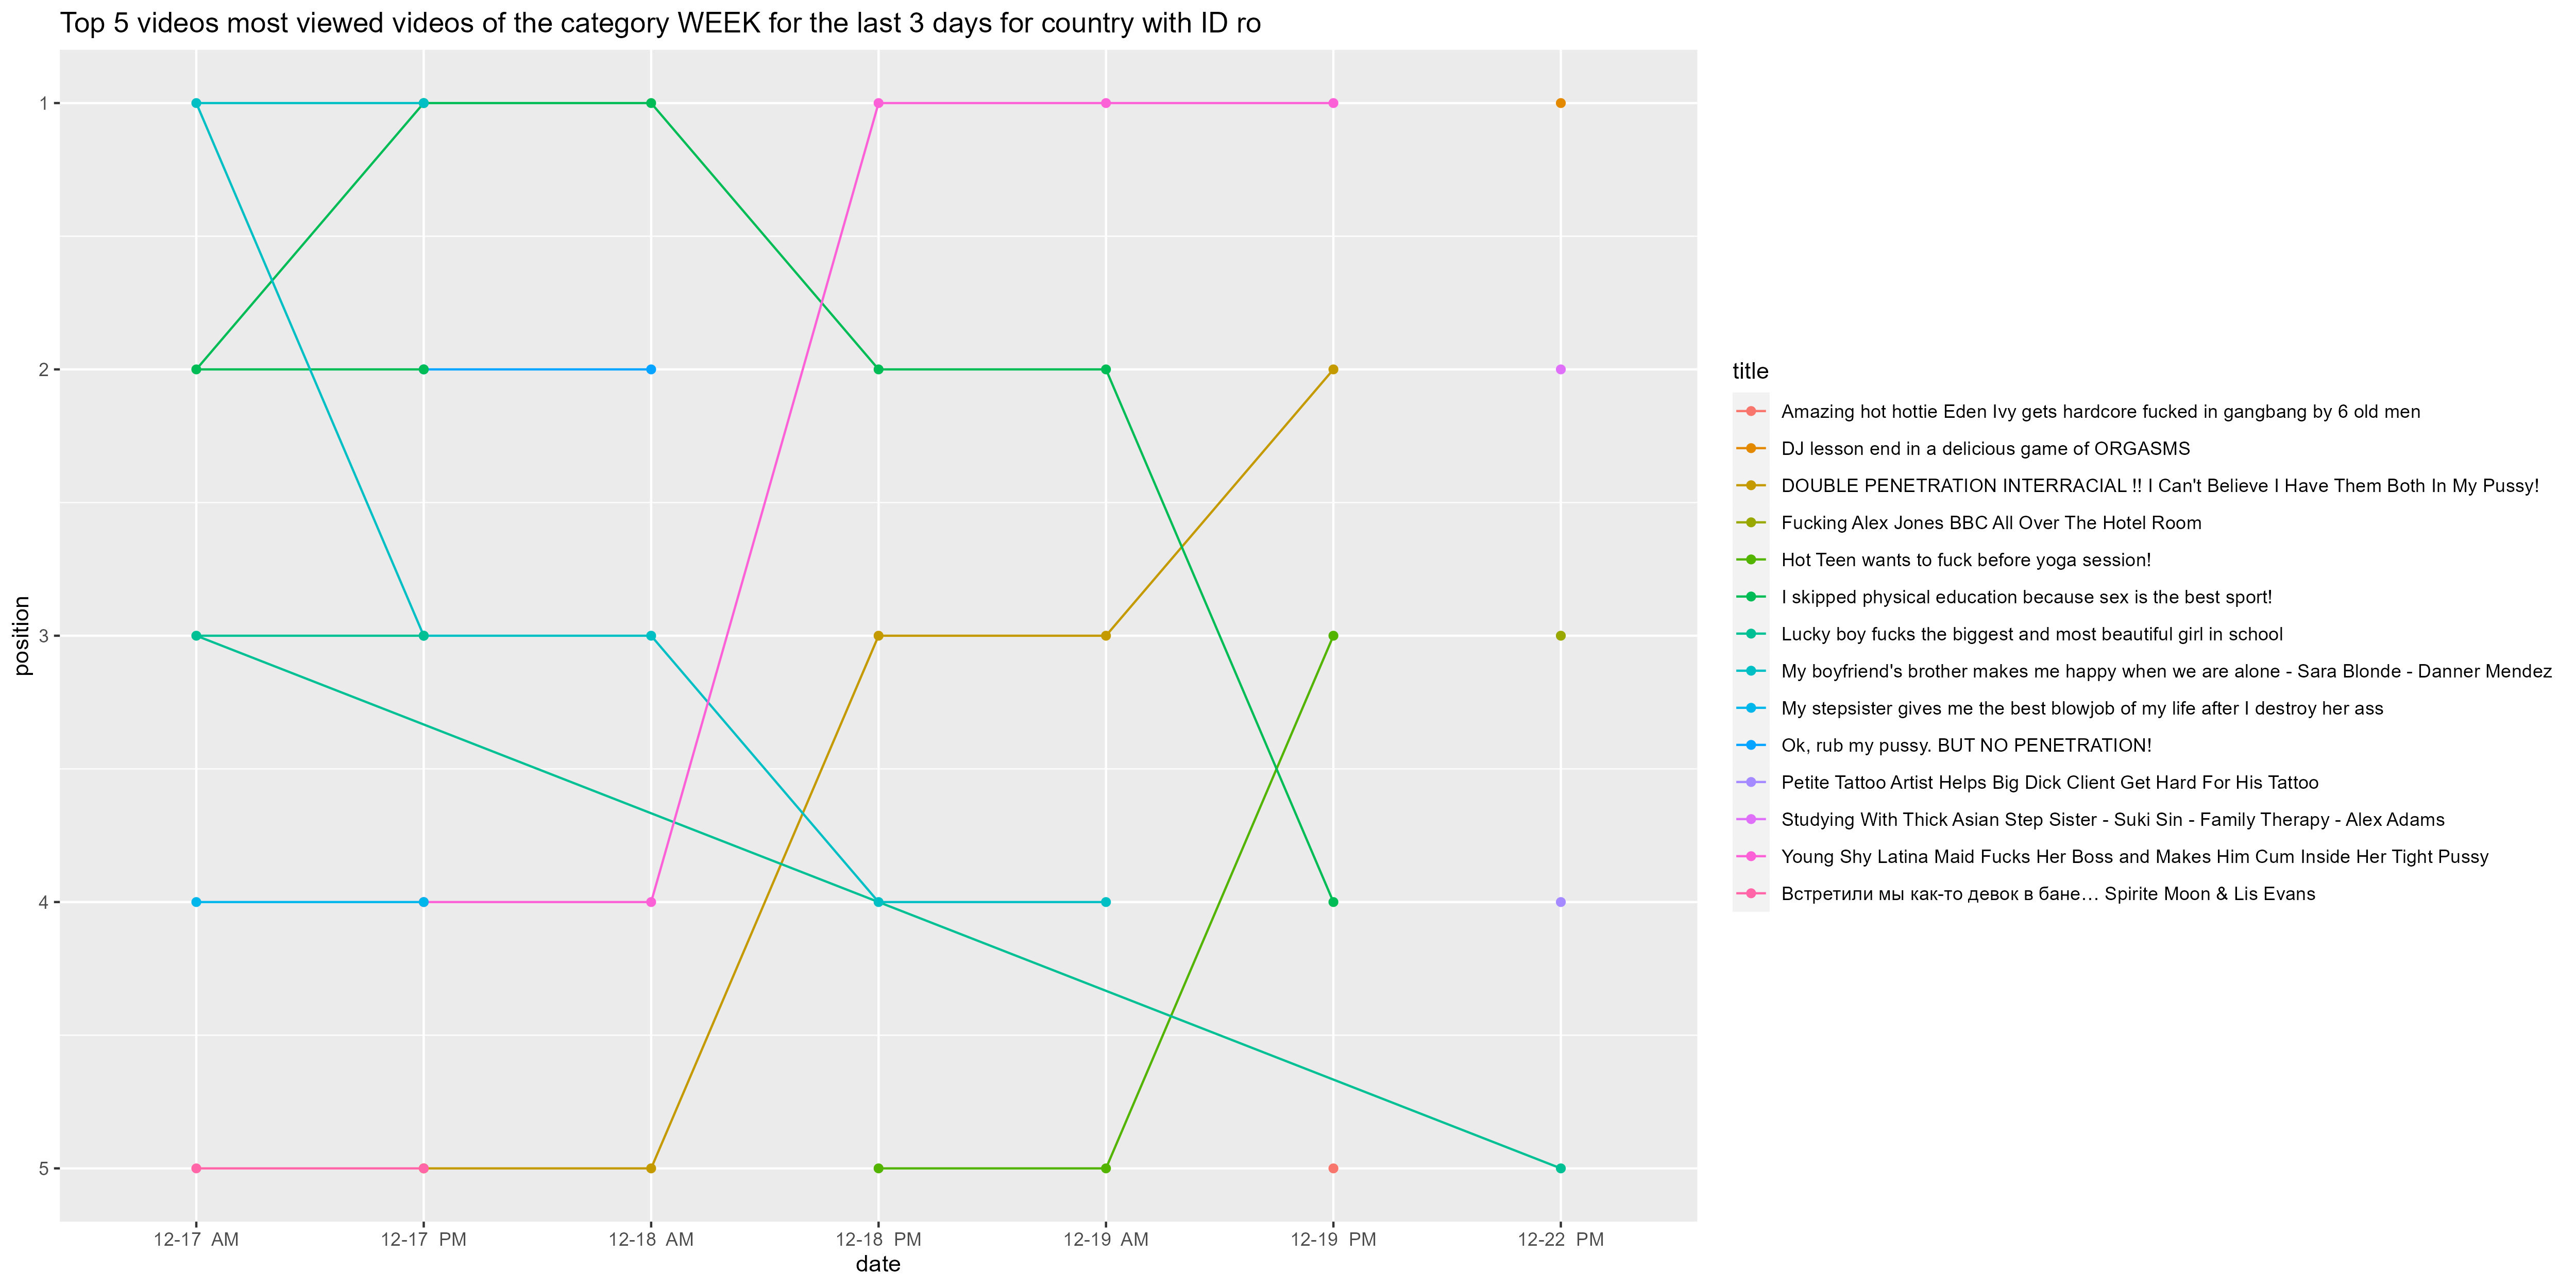 Top 5 videos most viewed videos of the category WEEK for the last 3 days for country with ID ro
position
1
2
3
4
5
12-17 AM
12-17 PM
12-18 AM
12-18 PM
12-19 AM
12-19 PM
12-22 PM
date
title
Amazing hot hottie Eden Ivy gets hardcore fucked in gangbang by 6 old men
DJ lesson end in a delicious game of ORGASMS
DOUBLE PENETRATION INTERRACIAL !! I Can't Believe I Have Them Both In My Pussy!
Fucking Alex Jones BBC All Over The Hotel Room
Hot Teen wants to fuck before yoga session!
I skipped physical education because sex is the best sport!
Lucky boy fucks the biggest and most beautiful girl in school
My boyfriend's brother makes me happy when we are alone - Sara Blonde - Danner Mendez
My stepsister gives me the best blowjob of my life after I destroy her ass
Ok, rub my pussy. BUT NO PENETRATION!
Petite Tattoo Artist Helps Big Dick Client Get Hard For His Tattoo
Studying With Thick Asian Step Sister - Suki Sin - Family Therapy - Alex Adams
Young Shy Latina Maid Fucks Her Boss and Makes Him Cum Inside Her Tight Pussy
Встретили мы как-то девок в бане… Spirite Moon & Lis Evans